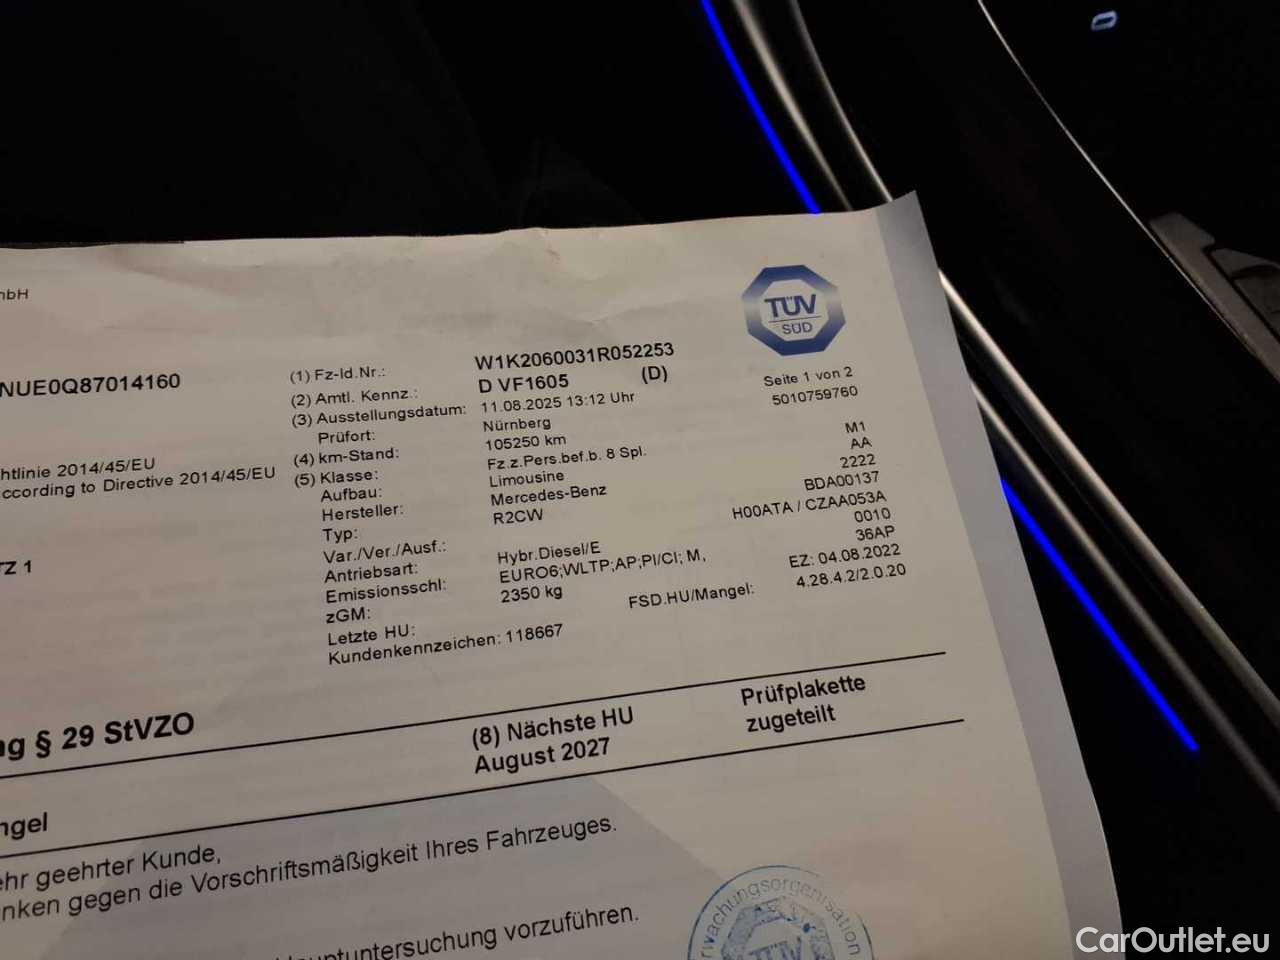 mbH
TÜV
SÜD
NUE0Q87014160
(1) Fz-Id.Nr.: W1K2060031R052253
(2) Amtl. Kennz.: D VF1605 (D)
Seite 1 von 2
(3) Ausstellungsdatum: 11.08.2025 13:12 Uhr
5010759760
Prüfort: Nürnberg
(4) km-Stand: 105250 km
htlinie 2014/45/EU
ccording to Directive 2014/45/EU
(5) Klasse: Fz.z.Pers.bef.b. 8 Spl. M1
Aufbau: Limousine AA
Hersteller: Mercedes-Benz 2222
Typ: R2CW BDA00137
Var./Ver./Ausf.: H00ATA / CZAA053A
TZ 1
Antriebsart: Hybr.Diesel/E 0010
Emissionsschl: EURO6;WLTP;AP;PI/CI; M, 36AP
zGM: 2350 kg EZ: 04.08.2022
Letzte HU: FSD.HU/Mangel: 4.28.4.2/2.0.20
Kundenkennzeichen: 118667
ng § 29 StVZO
(8) Nächste HU
August 2027
Prüfplakette
zugeteilt
ngel
ehr geehrter Kunde,
nken gegen die Vorschriftsmäßigkeit Ihres Fahrzeuges.
auptuntersuchung vorzuführen.
rwachungsorganisation
TÜV
CarOutlet.eu